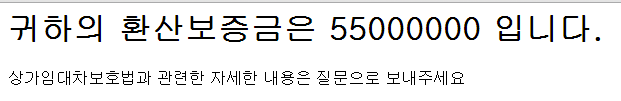 귀하의 환산보증금은 55000000 입니다.
상가임대차보호법과 관련한 자세한 내용은 질문으로 보내주세요